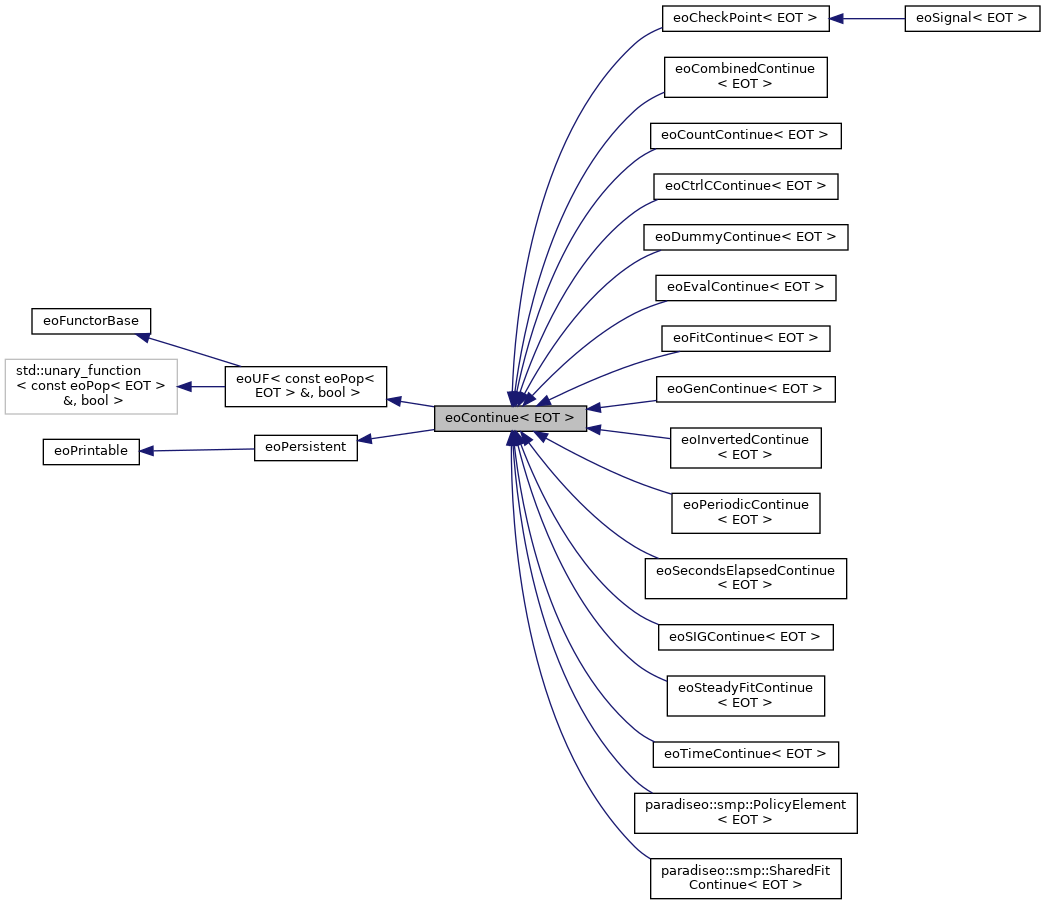 eoCheckPoint< EOT >
eoSignal< EOT >
eoCombinedContinue
< EOT >
eoCountContinue< EOT >
eoCtrlCContinue< EOT >
eoDummyContinue< EOT >
eoEvalContinue< EOT >
eoFunctorBase
eoFitContinue< EOT >
std::unary_function
< const eoPop< EOT >
&, bool >
eoUF< const eoPop<
EOT > &, bool >
eoGenContinue< EOT >
eoContinue< EOT >
eoPrintable
eoPersistent
eoInvertedContinue
< EOT >
eoPeriodicContinue
< EOT >
eoSecondsElapsedContinue
< EOT >
eoSIGContinue< EOT >
eoSteadyFitContinue
< EOT >
eoTimeContinue< EOT >
paradiseo::smp::PolicyElement
< EOT >
paradiseo::smp::SharedFit
Continue< EOT >